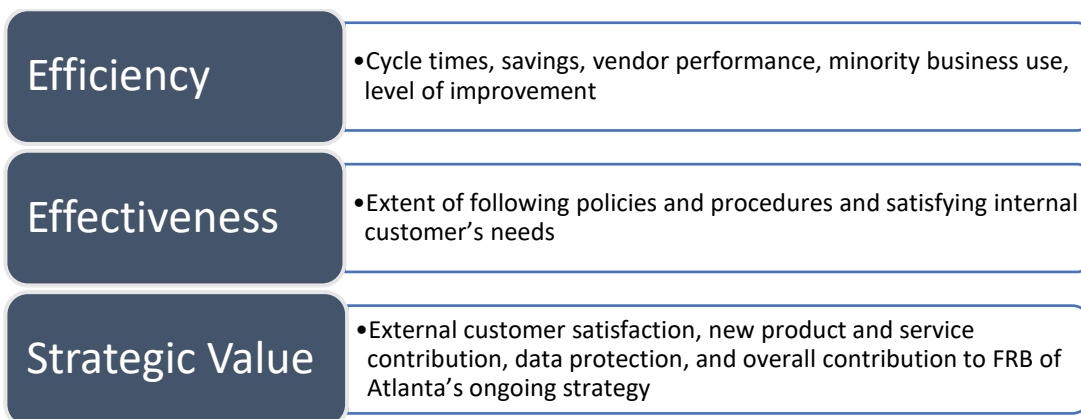 Efficiency
•Cycle times, savings, vendor performance, minority business use,
level of improvement
Effectiveness
•Extent of following policies and procedures and satisfying internal
customer's needs
Strategic Value
•External customer satisfaction, new product and service
contribution, data protection, and overall contribution to FRB of
Atlanta's ongoing strategy